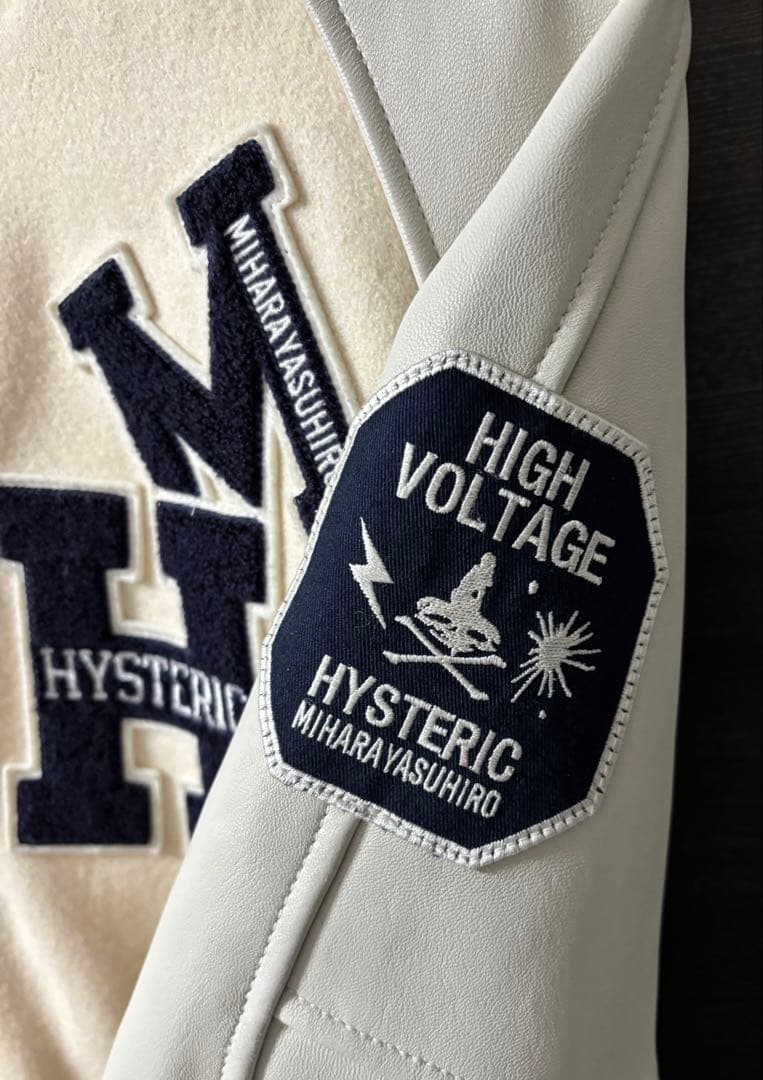 M
MIHARAYASUHIRO
H
HYSTERIC
HIGH
VOLTAGE
HYSTERIC
MIHARAYASUHIRO